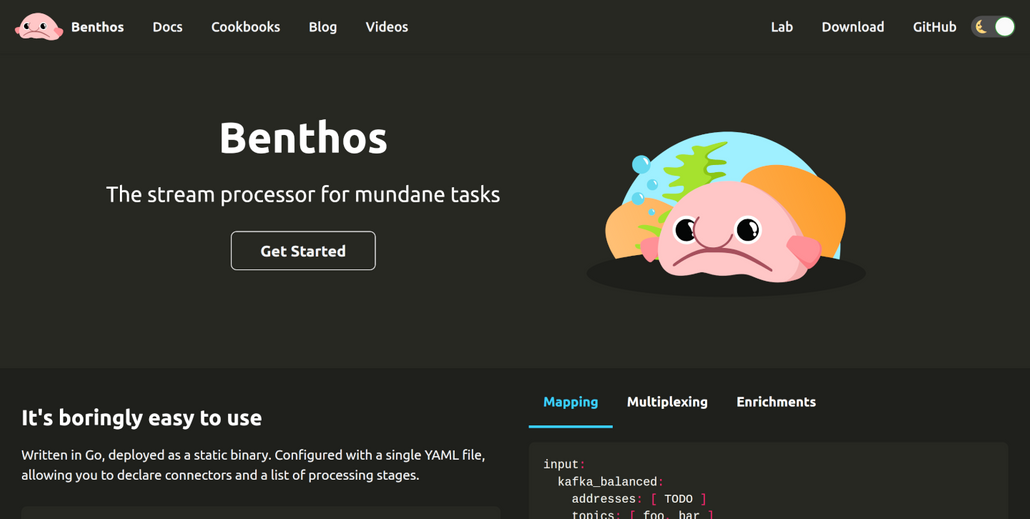 Benthos Docs Cookbooks Blog Videos Lab Download GitHub
Benthos
The stream processor for mundane tasks
Get Started
It's boringly easy to use
Written in Go, deployed as a static binary. Configured with a single YAML file,
allowing you to declare connectors and a list of processing stages.
Mapping Multiplexing Enrichments
input:
kafka_balanced:
addresses: [ TODO ]
topics: [ foo, bar ]